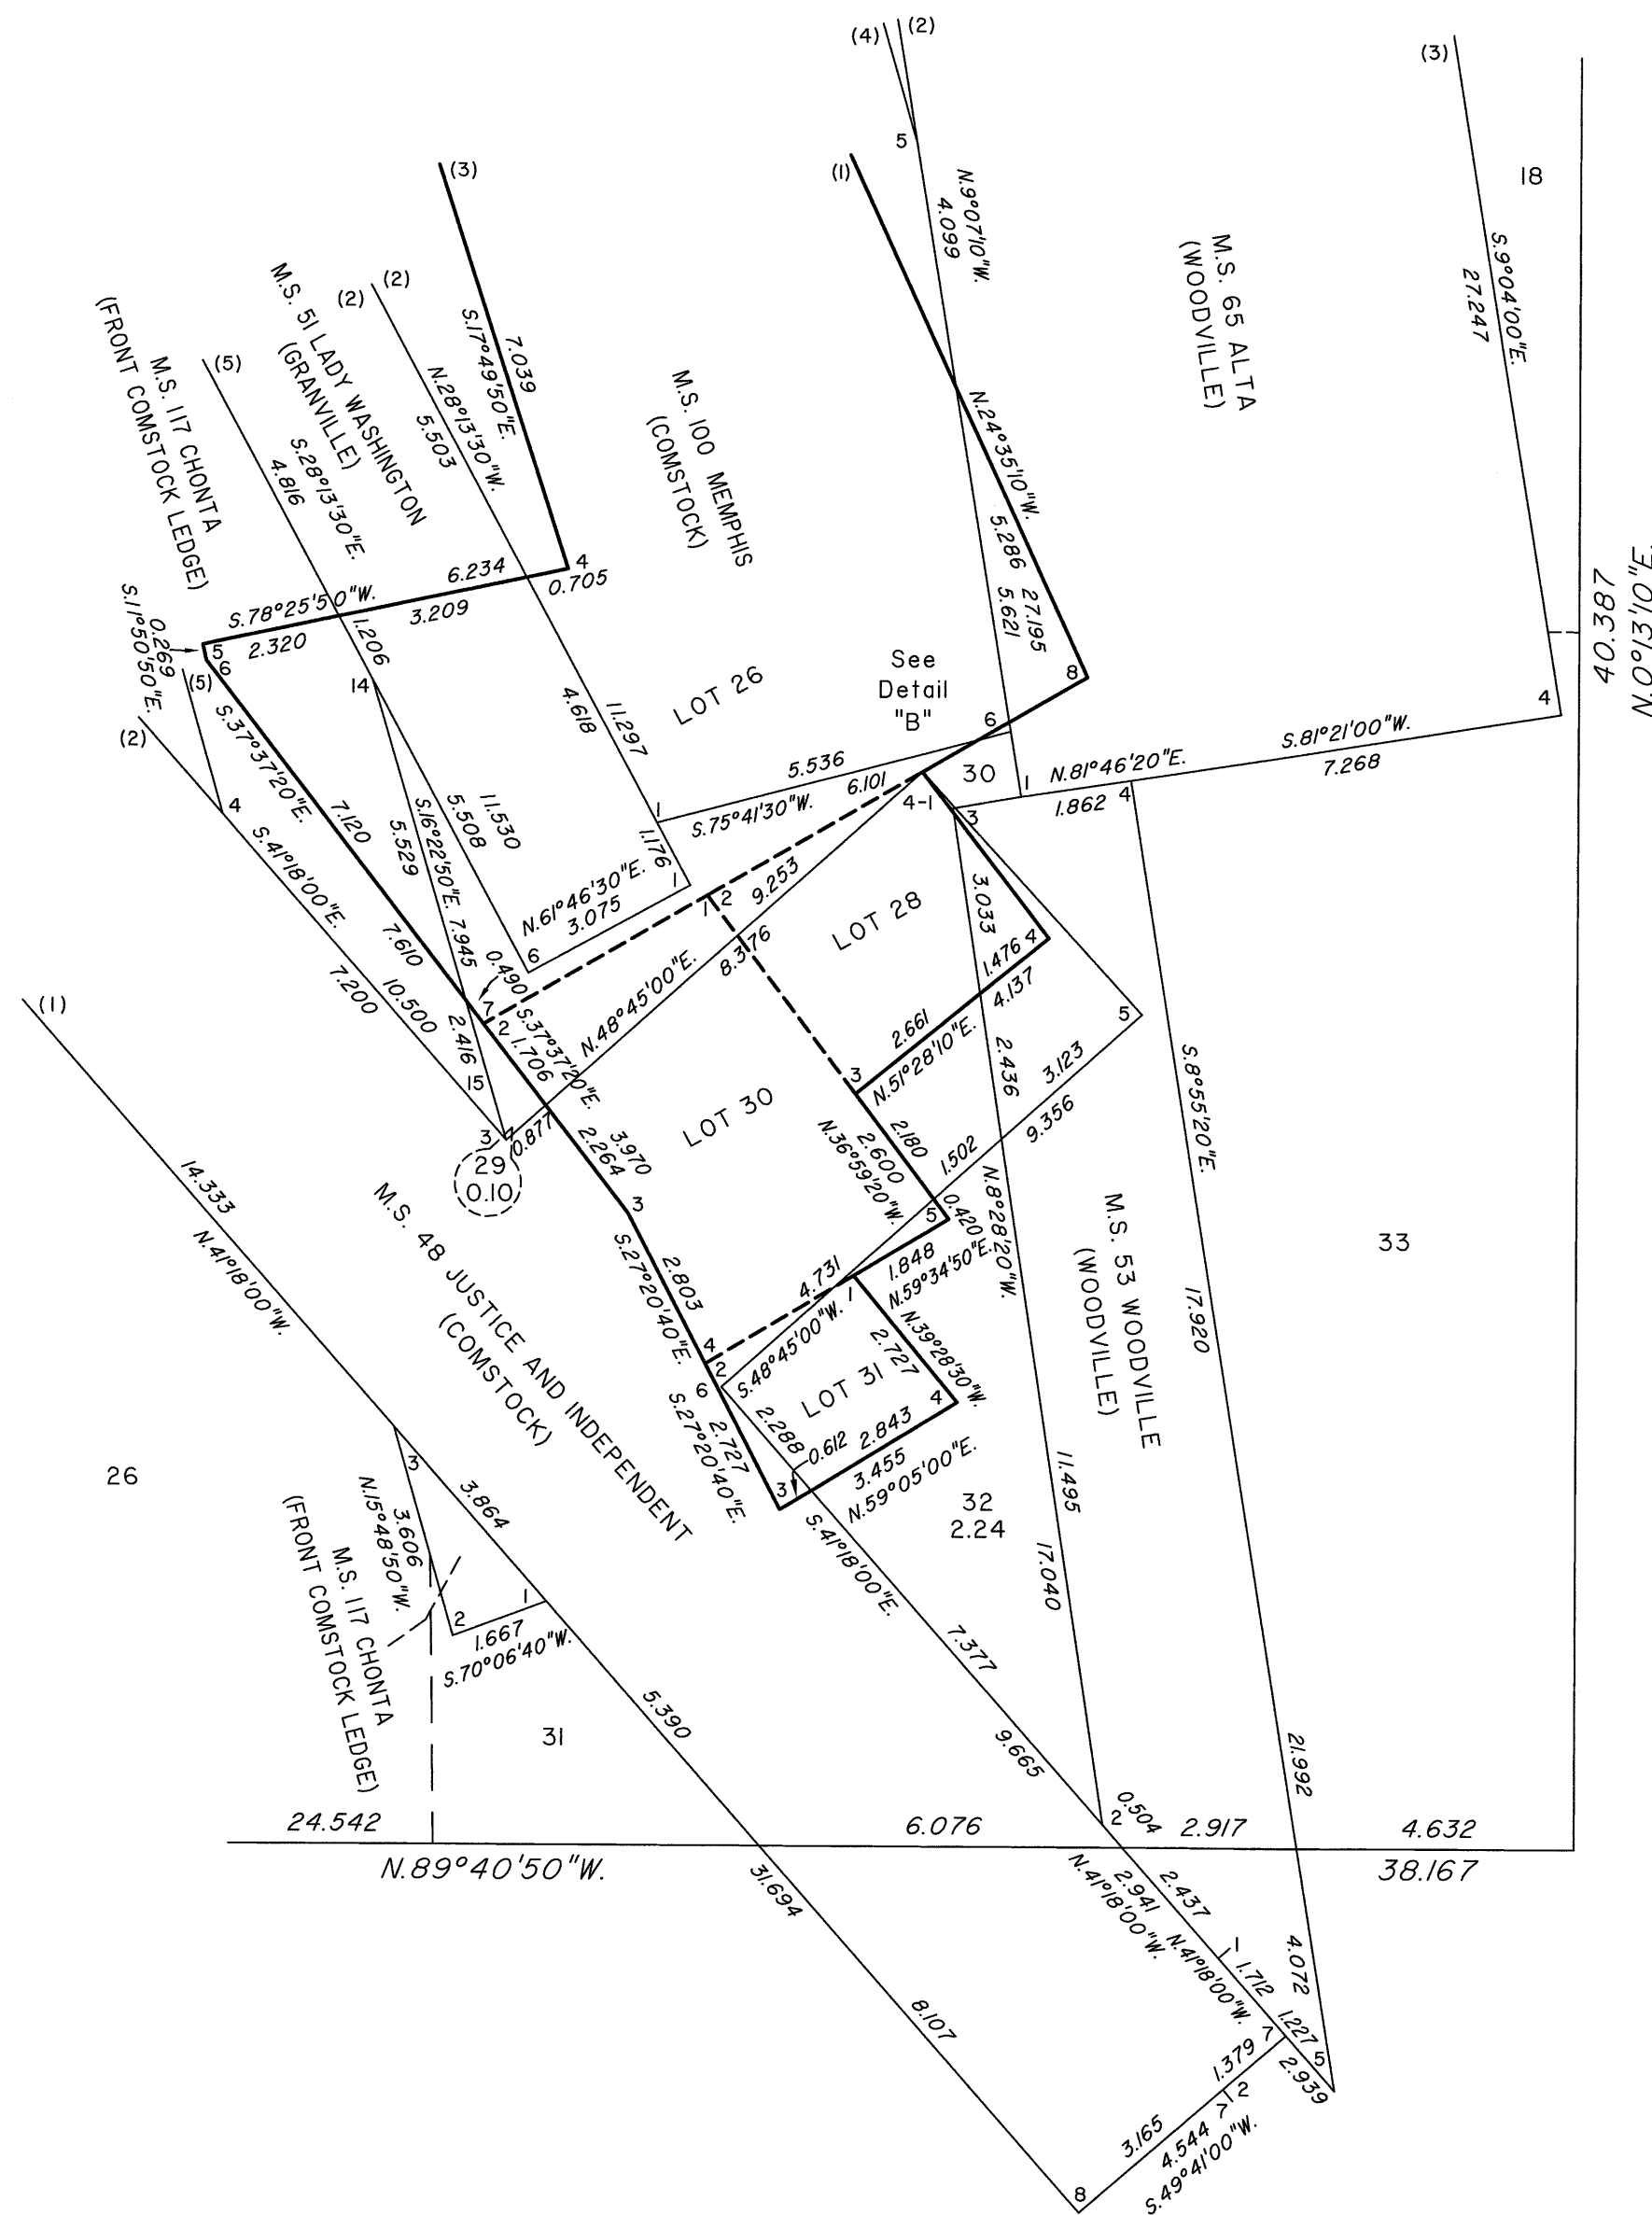 (4)
(2)
(3)
5
(1)
18
(3)
N.9°07'10"W.
4.099
M.S. 65 ALTA
(WOODVILLE)
S.9°04'00"E.
27.247
(2)
(2)
M.S. 51 LADY WASHINGTON
(GRANVILLE)
7.039
S.17°49'50"E.
(5)
M.S. 117 CHONTA
(FRONT COMSTOCK LEDGE)
N.28°13'30"W.
5.503
M.S. 100 MEMPHIS
(COMSTOCK)
N.24°35'10"W.
S.28°13'30"E.
4.816
5.286
27.195
5.621
6.234
4
0.705
S.78°25'50"W.
3.209
2.320
S.11°50'50"E.
0.269
5
6
(5)
1.206
14
40.387
N.0°13'10"E.
LOT 26
See
Detail
"B"
8
6
4
(2)
S.37°37'20"E.
4.618
11.297
S.81°21'00"W.
7.268
N.81°46'20"E.
1.862
4
1
30
5.536
6.101
S.75°41'30"W.
4-1
3
4
7.120
S.16°22'50"E.
5.529
5.508
11.530
1
1.176
1
S.41°18'00"E.
N.61°46'30"E.
3.075
6
9.253
1
2
LOT 28
3.033
1.476
4
4.137
7.610
7.945
0.490
8.376
N.48°45'00"E.
7.200
10.500
2.416
15
7
2
S.37°37'20"E.
1.706
(1)
2.661
N.51°28'10"E.
3
5
2.436
3.123
9.356
S.8°55'20"E.
3
1
0.877
29
0.10
3.970
2.264
LOT 30
2.180
2.600
N.36°59'20"W.
1.502
14.333
N.41°18'00"W.
M.S. 48 JUSTICE AND INDEPENDENT
(COMSTOCK)
3
S.27°20'40"E.
2.803
5
0.420
N.8°28'20"W.
M.S. 53 WOODVILLE
(WOODVILLE)
33
4.731
1.848
N.59°34'50"E.
1
17.920
4
2
6
S.48°45'00"W.
LOT 31
2.727
N.39°28'30"W.
4
S.27°20'40"E.
2.727
2.288
0.612
2.843
3.455
N.59°05'00"E.
3
11.495
26
3
3.864
N.15°48'50"W.
3.606
M.S. 117 CHONTA
(FRONT COMSTOCK LEDGE)
32
2.24
S.41°18'00"E.
17.040
1
2
1.667
S.70°06'40"W.
7.377
5.390
9.665
31
21.992
24.542
6.076
2
0.504
2.917
4.632
N.89°40'50"W.
38.167
31.694
2.437
2.941
N.41°18'00"W.
1
N.41°18'00"W.
1.712
4.072
8.107
7
1.227
5
2.939
1.379
2
7
3.165
4.544
S.49°41'00"W.
8